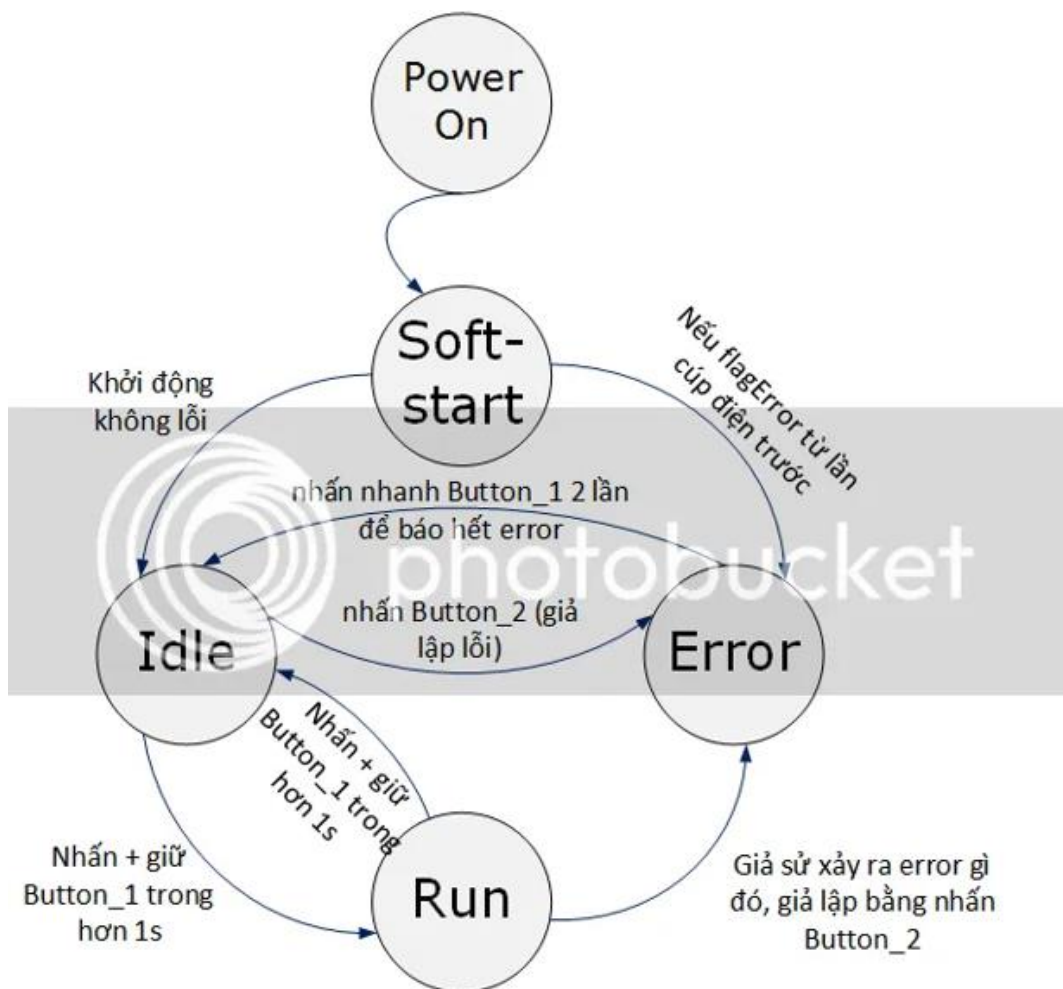 Power
On
Soft-
start
Khởi động
không lỗi
Nếu flagError từ lần
cúp điện trước
nhấn nhanh Button_1 2 lần
để báo hết error
photobucket
nhấn Button_2 (giả
lập lỗi)
Idle
Error
Nhấn + giữ
Button_1 trong
hơn 1s
Nhấn + giữ
Button_1 trong
hơn 1s
Run
Giả sử xảy ra error gì
đó, giả lập bằng nhấn
Button_2